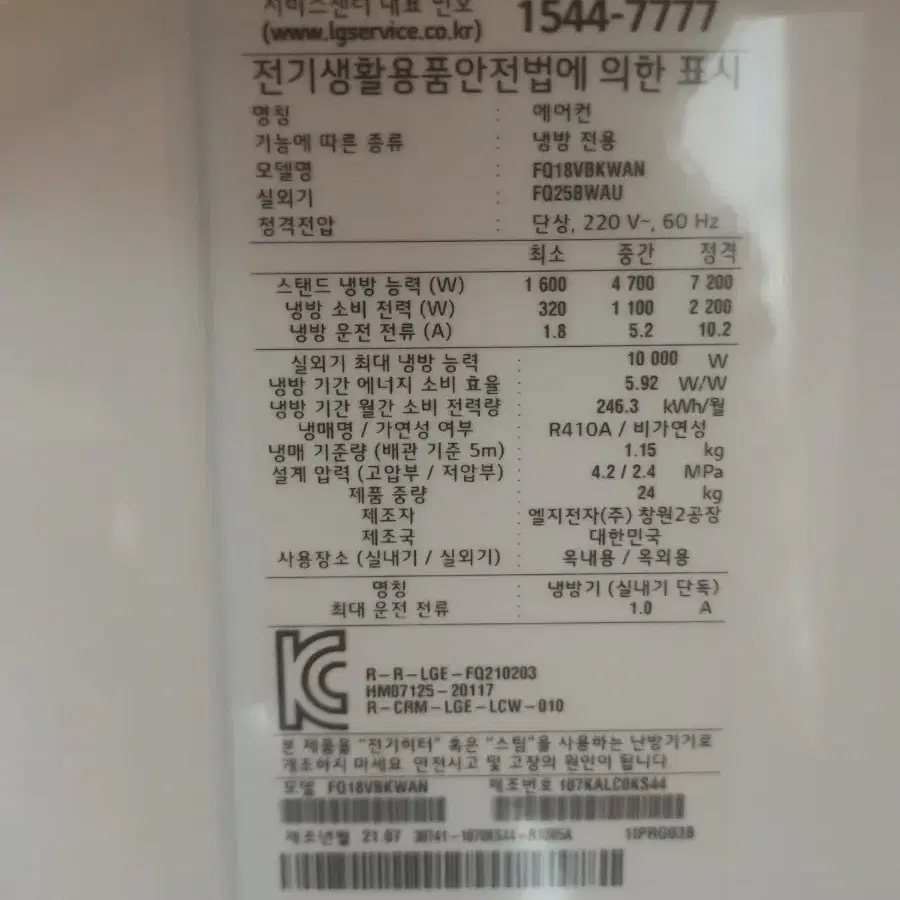 서비스센터 대표 번호 1544-7777
(www.lgservice.co.kr)
전기생활용품안전법에 의한 표시
명칭 : 에어컨
기능에 따른 종류 : 냉방 전용
모델명 : FQ18VBKWAN
실외기 : FQ25BWAU
정격전압 : 단상, 220 V~, 60 Hz
최소 중간 정격
스탠드 냉방 능력 (W) 1 600 4 700 7 200
냉방 소비 전력 (W) 320 1 100 2 200
냉방 운전 전류 (A) 1.8 5.2 10.2
실외기 최대 냉방 능력 : 10 000 W
냉방 기간 에너지 소비 효율 : 5.92 W/W
냉방 기간 월간 소비 전력량 : 246.3 kWh/월
냉매명 / 가연성 여부 : R410A / 비가연성
냉매 기준량 (배관 기준 5m) : 1.15 kg
설계 압력 (고압부 / 저압부) : 4.2 / 2.4 MPa
제품 중량 : 24 kg
제조자 : 엘지전자(주) 창원2공장
제조국 : 대한민국
사용장소 (실내기 / 실외기) : 옥내용 / 옥외용
명칭 : 냉방기 (실내기 단독)
최대 운전 전류 : 1.0 A
R-R-LGE-FQ210203
HM07125-20117
R-CRM-LGE-LCW-010
본 제품을 "전기히터" 혹은 "스팀"을 사용하는 난방기기로
개조하지 마세요 안전사고 및 고장의 원인이 됩니다
모델 FQ18VBKWAN 제조번호 107KALC0KS44
제조년월 21.07